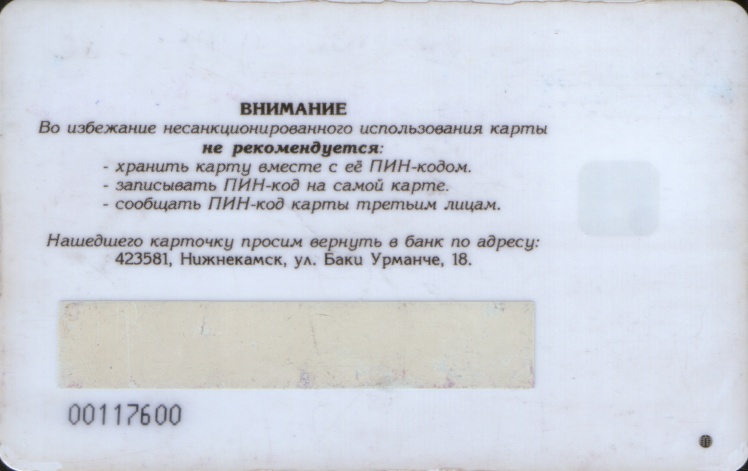 ВНИМАНИЕ
Во избежание несанкционированного использования карты
не рекомендуется:
- хранить карту вместе с её ПИН-кодом.
- записывать ПИН-код на самой карте.
- сообщать ПИН-код карты третьим лицам.
Нашедшего карточку просим вернуть в банк по адресу:
423581, Нижнекамск, ул. Баки Урманче, 18.
00117600